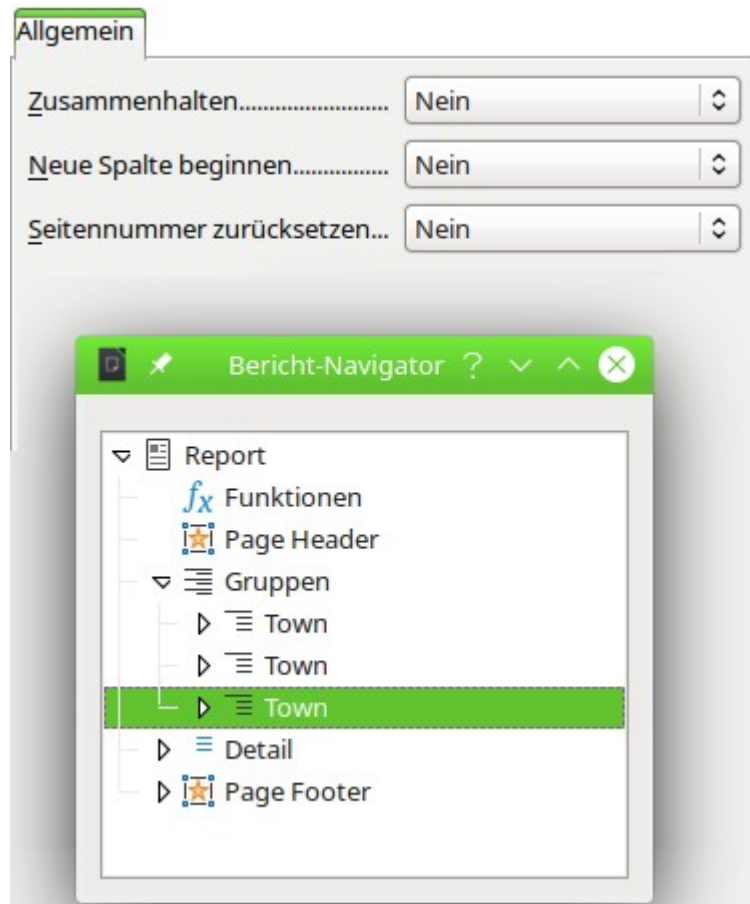 Allgemein
Zusammenhalten......................... Nein
Neue Spalte beginnen................ Nein
Seitennummer zurücksetzen... Nein
Bericht-Navigator ?
Report
fx Funktionen
Page Header
Gruppen
Town
Town
Town
Detail
Page Footer